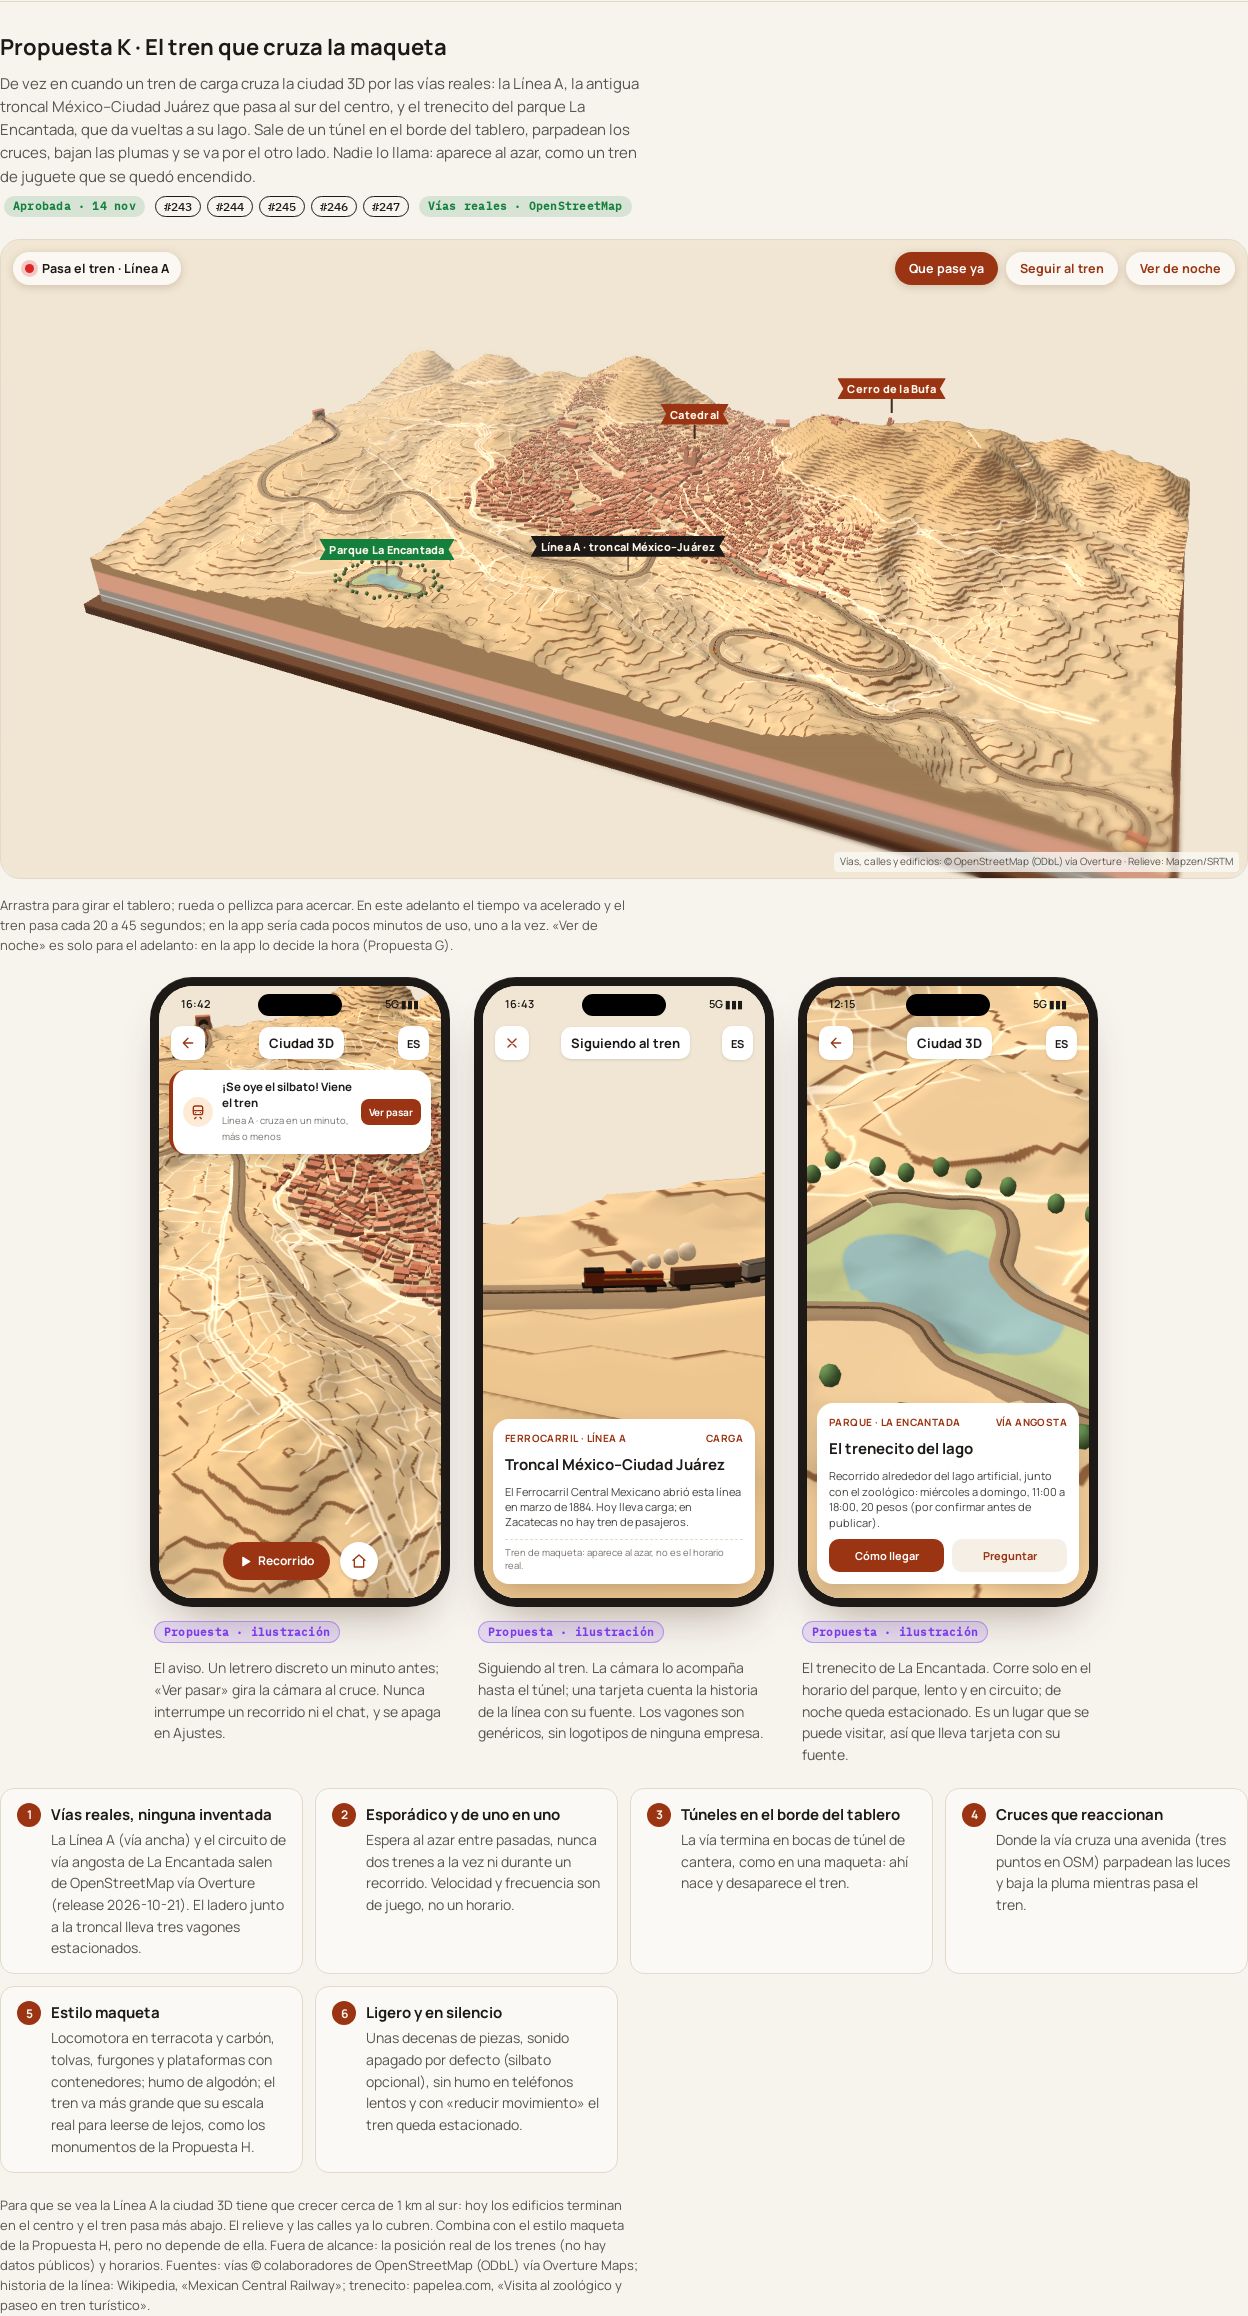 Propuesta K · El tren que cruza la maqueta
De vez en cuando un tren de carga cruza la ciudad 3D por las vías reales: la Línea A, la antigua
troncal México–Ciudad Juárez que pasa al sur del centro, y el trenecito del parque La
Encantada, que da vueltas a su lago. Sale de un túnel en el borde del tablero, parpadean los
cruces, bajan las plumas y se va por el otro lado. Nadie lo llama: aparece al azar, como un tren
de juguete que se quedó encendido.
Aprobada · 14 nov #243 #244 #245 #246 #247 Vías reales · OpenStreetMap
Pasa el tren · Línea A
Que pase ya
Seguir al tren
Ver de noche
Cerro de la Bufa
Catedral
Línea A · troncal México–Juárez
Parque La Encantada
Vías, calles y edificios: © OpenStreetMap (ODbL) vía Overture · Relieve: Mapzen/SRTM
Arrastra para girar el tablero; rueda o pellizca para acercar. En este adelanto el tiempo va acelerado y el
tren pasa cada 20 a 45 segundos; en la app sería cada pocos minutos de uso, uno a la vez. «Ver de
noche» es solo para el adelanto: en la app lo decide la hora (Propuesta G).
16:42
5G
Ciudad 3D
ES
¡Se oye el silbato! Viene
el tren
Línea A · cruza en un minuto,
más o menos
Ver pasar
Recorrido
Propuesta · ilustración
El aviso. Un letrero discreto un minuto antes;
«Ver pasar» gira la cámara al cruce. Nunca
interrumpe un recorrido ni el chat, y se apaga
en Ajustes.
16:43
5G
Siguiendo al tren
ES
FERROCARRIL · LÍNEA A
CARGA
Troncal México–Ciudad Juárez
El Ferrocarril Central Mexicano abrió esta línea
en marzo de 1884. Hoy lleva carga; en
Zacatecas no hay tren de pasajeros.
Tren de maqueta: aparece al azar, no es el horario
real.
Propuesta · ilustración
Siguiendo al tren. La cámara lo acompaña
hasta el túnel; una tarjeta cuenta la historia
de la línea con su fuente. Los vagones son
genéricos, sin logotipos de ninguna empresa.
12:15
5G
Ciudad 3D
ES
PARQUE · LA ENCANTADA
VÍA ANGOSTA
El trenecito del lago
Recorrido alrededor del lago artificial, junto
con el zoológico: miércoles a domingo, 11:00 a
18:00, 20 pesos (por confirmar antes de
publicar).
Cómo llegar
Preguntar
Propuesta · ilustración
El trenecito de La Encantada. Corre solo en el
horario del parque, lento y en circuito; de
noche queda estacionado. Es un lugar que se
puede visitar, así que lleva tarjeta con su
fuente.
1 Vías reales, ninguna inventada
La Línea A (vía ancha) y el circuito de
vía angosta de La Encantada salen
de OpenStreetMap vía Overture
(release 2026-10-21). El ladero junto
a la troncal lleva tres vagones
estacionados.
2 Esporádico y de uno en uno
Espera al azar entre pasadas, nunca
dos trenes a la vez ni durante un
recorrido. Velocidad y frecuencia son
de juego, no un horario.
3 Túneles en el borde del tablero
La vía termina en bocas de túnel de
cantera, como en una maqueta: ahí
nace y desaparece el tren.
4 Cruces que reaccionan
Donde la vía cruza una avenida (tres
puntos en OSM) parpadean las luces
y baja la pluma mientras pasa el
tren.
5 Estilo maqueta
Locomotora en terracota y carbón,
tolvas, furgones y plataformas con
contenedores; humo de algodón; el
tren va más grande que su escala
real para leerse de lejos, como los
monumentos de la Propuesta H.
6 Ligero y en silencio
Unas decenas de piezas, sonido
apagado por defecto (silbato
opcional), sin humo en teléfonos
lentos y con «reducir movimiento» el
tren queda estacionado.
Para que se vea la Línea A la ciudad 3D tiene que crecer cerca de 1 km al sur: hoy los edificios terminan
en el centro y el tren pasa más abajo. El relieve y las calles ya lo cubren. Combina con el estilo maqueta
de la Propuesta H, pero no depende de ella. Fuera de alcance: la posición real de los trenes (no hay
datos públicos) y horarios. Fuentes: vías © colaboradores de OpenStreetMap (ODbL) vía Overture Maps;
historia de la línea: Wikipedia, «Mexican Central Railway»; trenecito: papelea.com, «Visita al zoológico y
paseo en tren turístico».